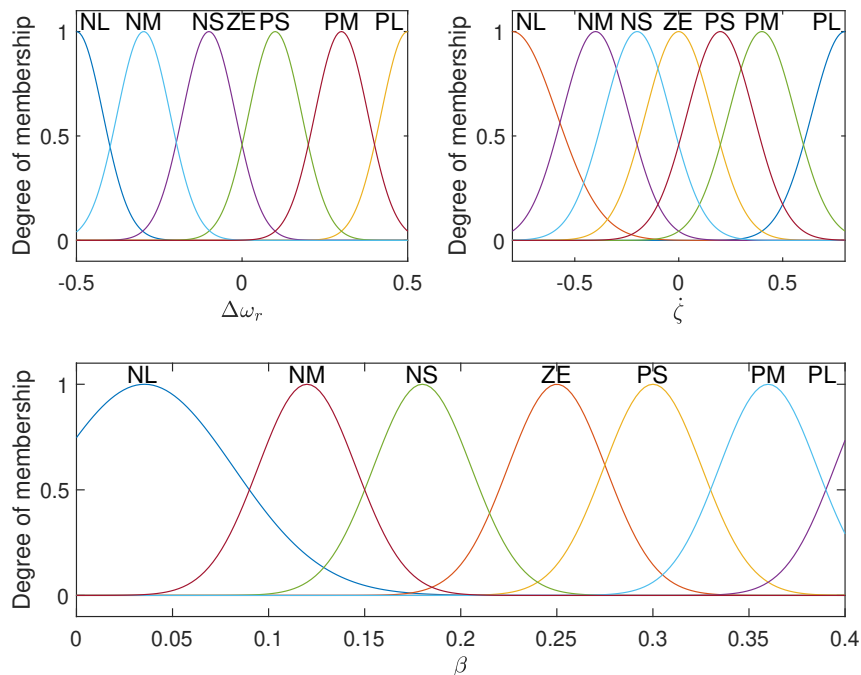 NL NM NS ZE PS PM PL
1
0.5
0
Degree of membership
-0.5 0 0.5
Δω_r
NL NM NS ZE PS PM PL
1
0.5
0
Degree of membership
-0.5 0 0.5
ζ̇
NL NM NS ZE PS PM PL
1
0.5
0
Degree of membership
0 0.05 0.1 0.15 0.2 0.25 0.3 0.35 0.4
β